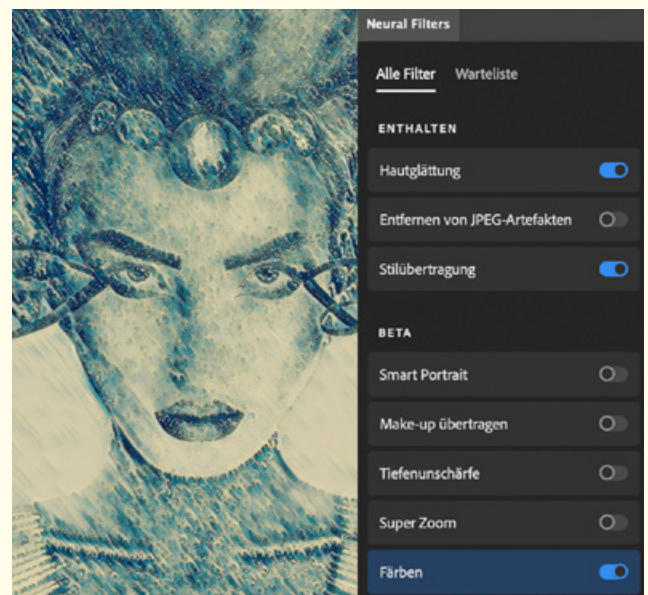 Neural Filters
Alle Filter Warteliste
ENTHALTEN
Hautglättung
Entfernen von JPEG-Artefakten
Stilübertragung
BETA
Smart Portrait
Make-up übertragen
Tiefenunschärfe
Super Zoom
Färben